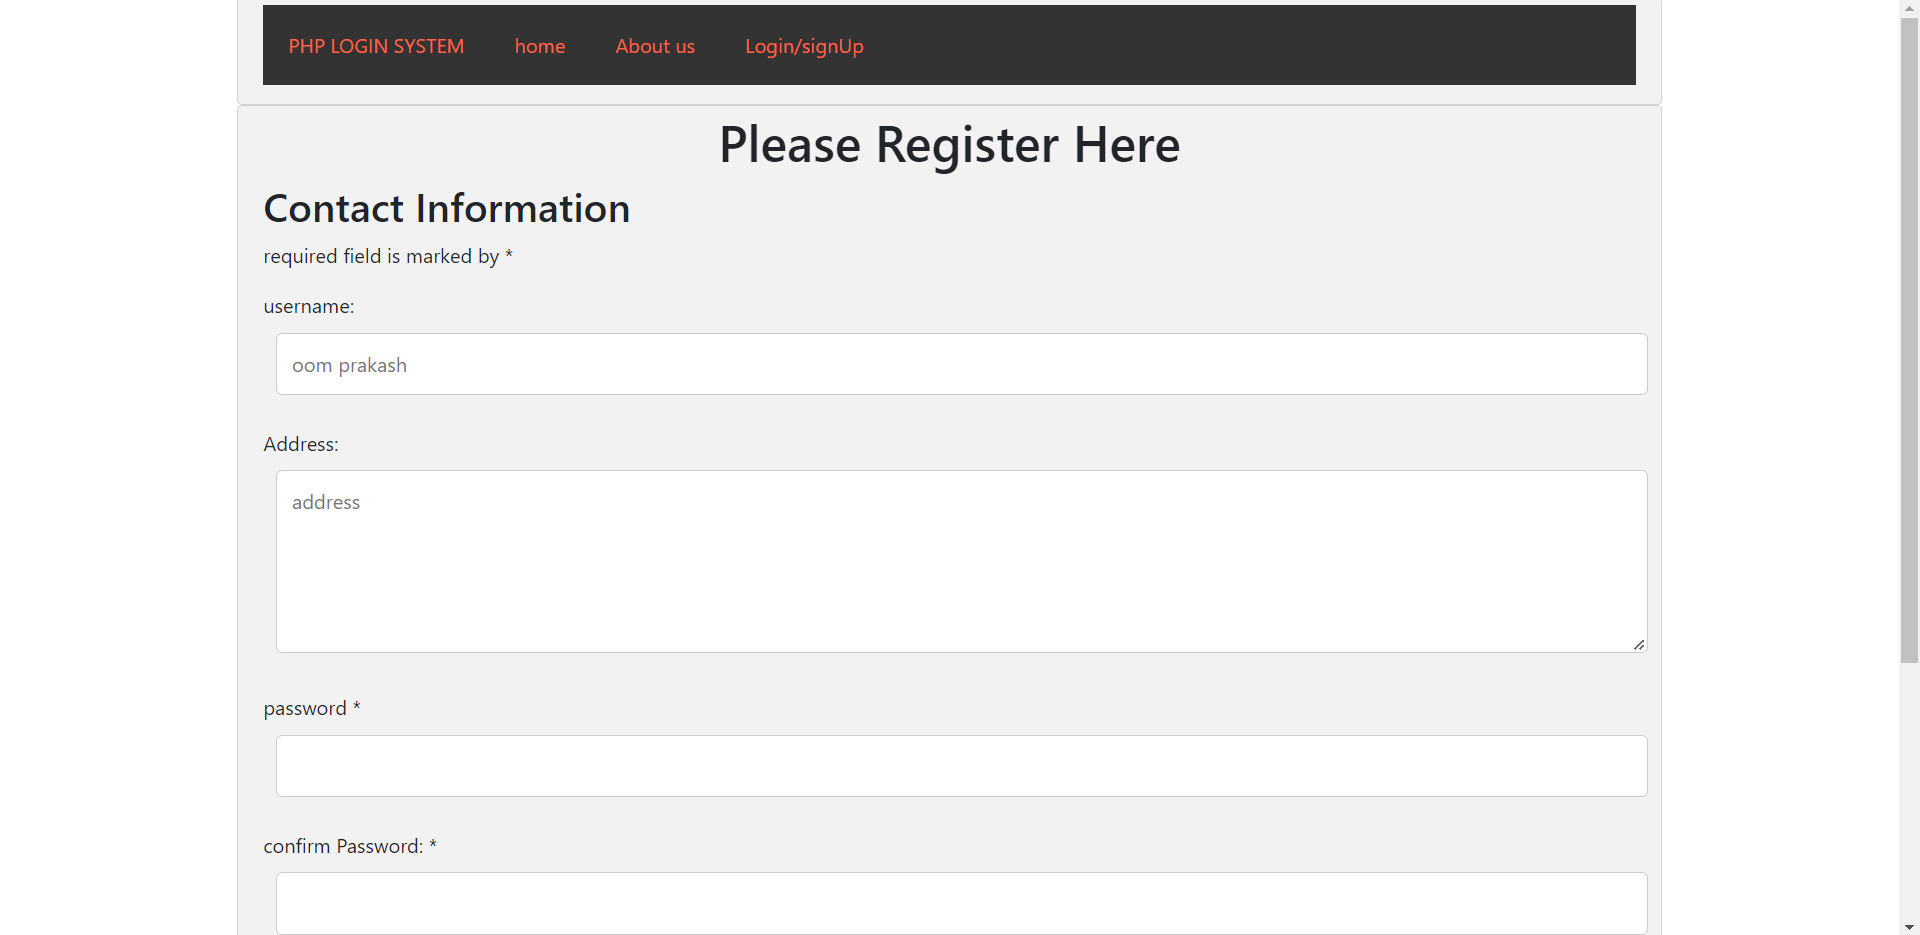 PHP LOGIN SYSTEM home About us Login/signUp
Please Register Here
Contact Information
required field is marked by *
username:
oom prakash
Address:
address
password *
confirm Password: *